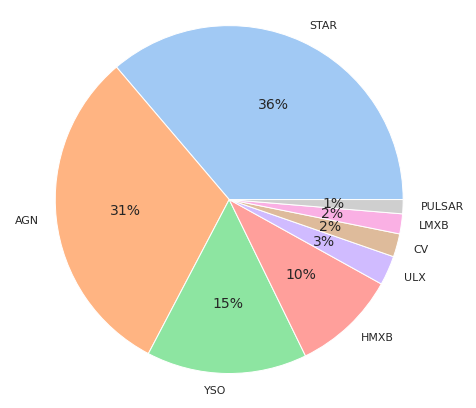 STAR
36%
AGN
31%
1%
PULSAR
2%
LMXB
2%
CV
3%
ULX
10%
15%
HMXB
YSO